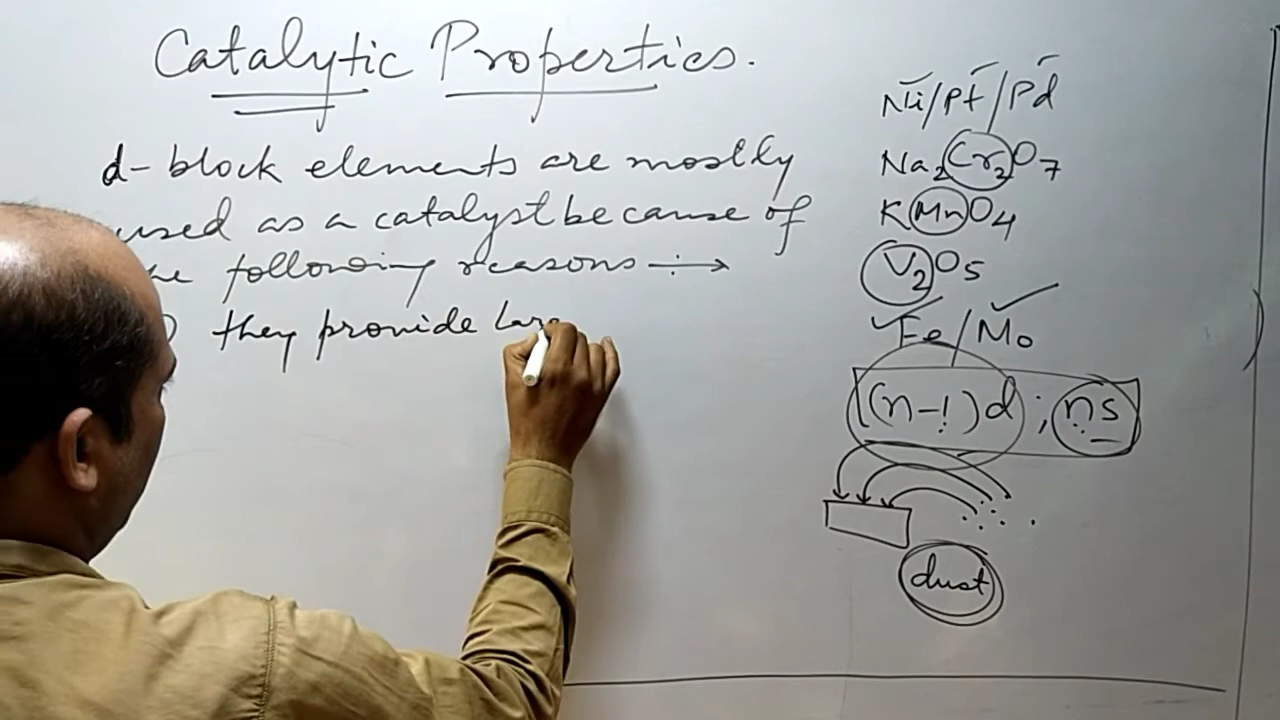 Catalytic Properties.
d-block elements are mostly
used as a catalyst because of
following reasons :→
they provide Lar
Ni/Pt/Pd
Na2Cr2O7
KMnO4
V2O5
Fe/Mo
(n-1)d ; ns
dust